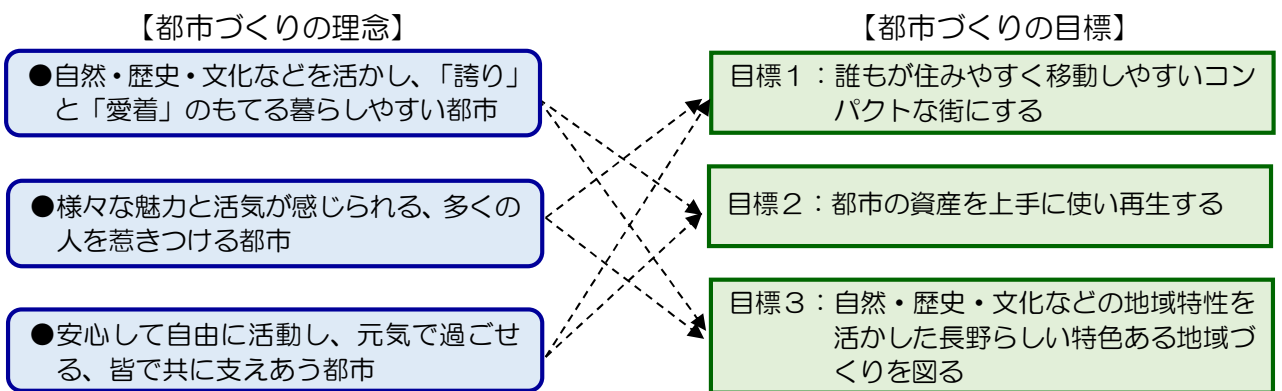 【都市づくりの理念】
●自然・歴史・文化などを活かし、「誇り」
と「愛着」のもてる暮らしやすい都市
●様々な魅力と活気が感じられる、多くの
人を惹きつける都市
●安心して自由に活動し、元気で過ごせ
る、皆で共に支えあう都市
【都市づくりの目標】
目標１：誰もが住みやすく移動しやすいコン
パクトな街にする
目標２：都市の資産を上手に使い再生する
目標３：自然・歴史・文化などの地域特性を
活かした長野らしい特色ある地域づ
くりを図る